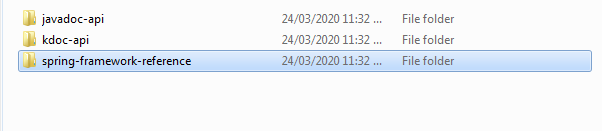 javadoc-api 24/03/2020 11:32 ... File folder
kdoc-api 24/03/2020 11:32 ... File folder
spring-framework-reference 24/03/2020 11:32 ... File folder